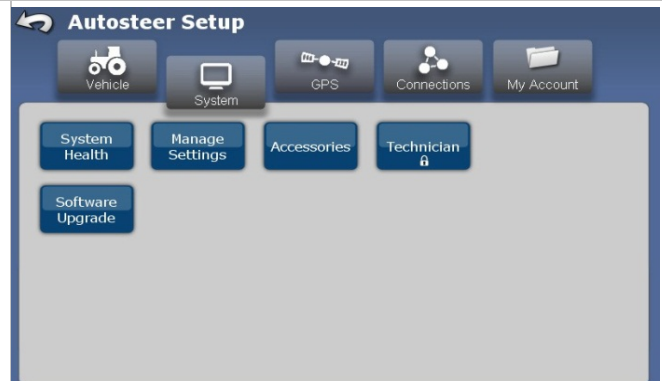 Autosteer Setup
Vehicle
System
GPS
Connections
My Account
System
Health
Manage
Settings
Accessories
Technician
Software
Upgrade